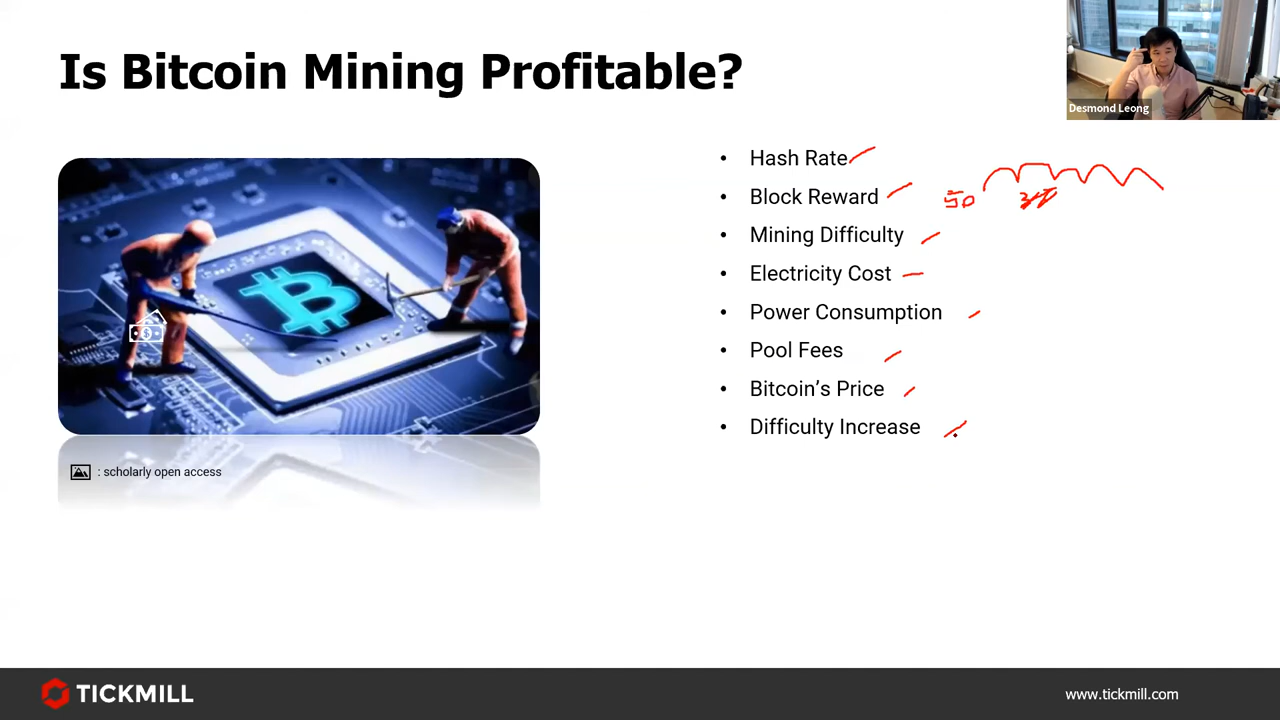 Is Bitcoin Mining Profitable?
Desmond Leong
• Hash Rate
• Block Reward
50
• Mining Difficulty
• Electricity Cost
• Power Consumption
• Pool Fees
• Bitcoin’s Price
• Difficulty Increase
: scholarly open access
TICKMILL
www.tickmill.com